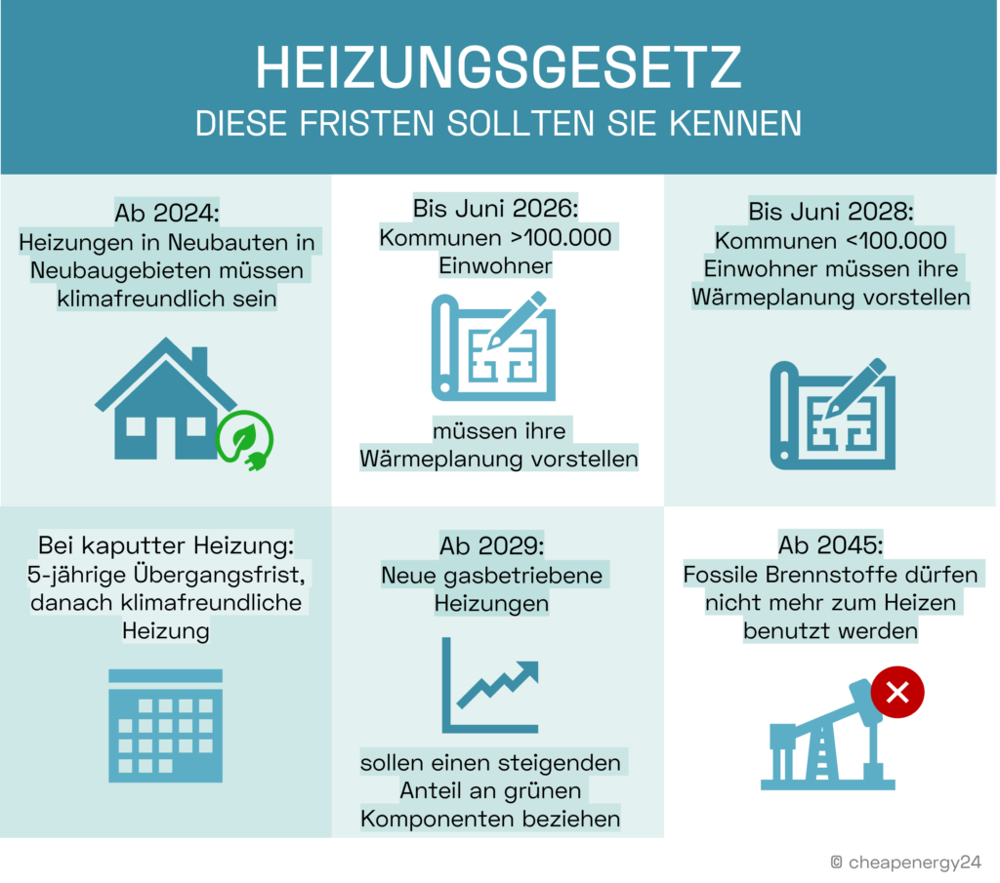 HEIZUNGSGESETZ
DIESE FRISTEN SOLLTEN SIE KENNEN
Ab 2024:
Heizungen in Neubauten in
Neubaugebieten müssen
klimafreundlich sein
Bis Juni 2026:
Kommunen >100.000
Einwohner
müssen ihre
Wärmeplanung vorstellen
Bis Juni 2028:
Kommunen <100.000
Einwohner müssen ihre
Wärmeplanung vorstellen
Bei kaputter Heizung:
5-jährige Übergangsfrist,
danach klimafreundliche
Heizung
Ab 2029:
Neue gasbetriebene
Heizungen
sollen einen steigenden
Anteil an grünen
Komponenten beziehen
Ab 2045:
Fossile Brennstoffe dürfen
nicht mehr zum Heizen
benutzt werden
© cheapenergy24